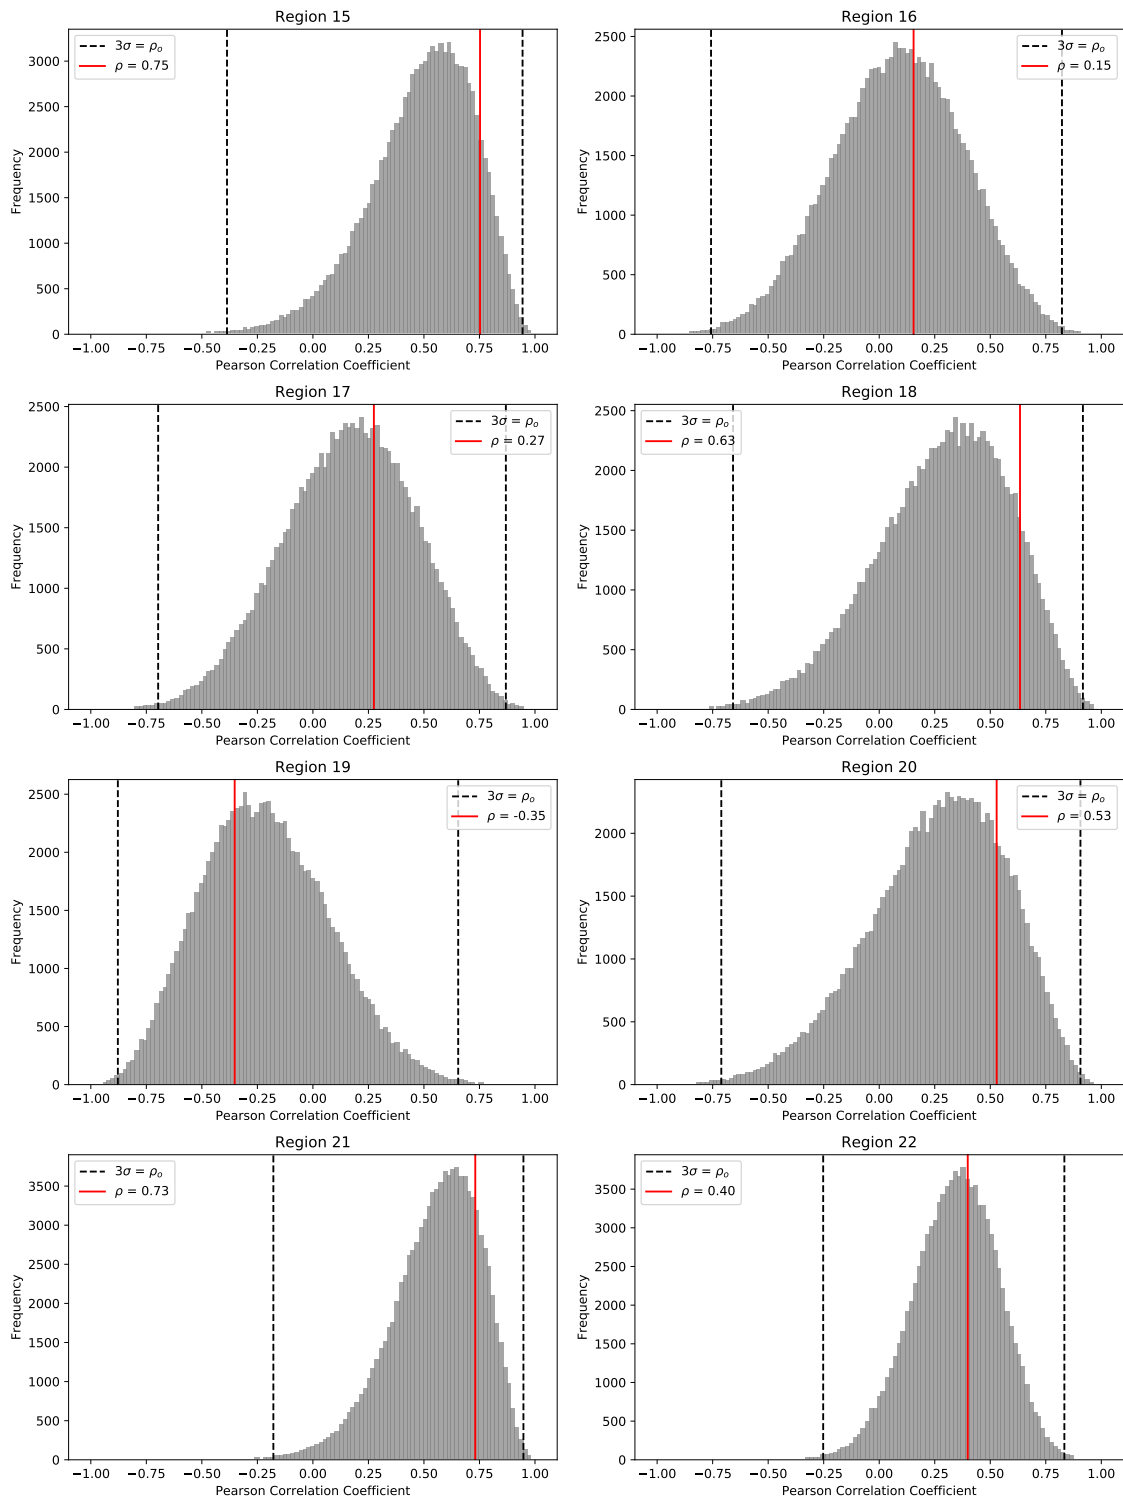 Region 15
3σ = ρₒ
ρ = 0.75
Frequency
3000
2500
2000
1500
1000
500
0
−1.00 −0.75 −0.50 −0.25 0.00 0.25 0.50 0.75 1.00
Pearson Correlation Coefficient
Region 16
3σ = ρₒ
ρ = 0.15
Frequency
2500
2000
1500
1000
500
0
−1.00 −0.75 −0.50 −0.25 0.00 0.25 0.50 0.75 1.00
Pearson Correlation Coefficient
Region 17
3σ = ρₒ
ρ = 0.27
Frequency
2500
2000
1500
1000
500
0
−1.00 −0.75 −0.50 −0.25 0.00 0.25 0.50 0.75 1.00
Pearson Correlation Coefficient
Region 18
3σ = ρₒ
ρ = 0.63
Frequency
2500
2000
1500
1000
500
0
−1.00 −0.75 −0.50 −0.25 0.00 0.25 0.50 0.75 1.00
Pearson Correlation Coefficient
Region 19
3σ = ρₒ
ρ = -0.35
Frequency
2500
2000
1500
1000
500
0
−1.00 −0.75 −0.50 −0.25 0.00 0.25 0.50 0.75 1.00
Pearson Correlation Coefficient
Region 20
3σ = ρₒ
ρ = 0.53
Frequency
2000
1500
1000
500
0
−1.00 −0.75 −0.50 −0.25 0.00 0.25 0.50 0.75 1.00
Pearson Correlation Coefficient
Region 21
3σ = ρₒ
ρ = 0.73
Frequency
3500
3000
2500
2000
1500
1000
500
0
−1.00 −0.75 −0.50 −0.25 0.00 0.25 0.50 0.75 1.00
Pearson Correlation Coefficient
Region 22
3σ = ρₒ
ρ = 0.40
Frequency
3500
3000
2500
2000
1500
1000
500
0
−1.00 −0.75 −0.50 −0.25 0.00 0.25 0.50 0.75 1.00
Pearson Correlation Coefficient